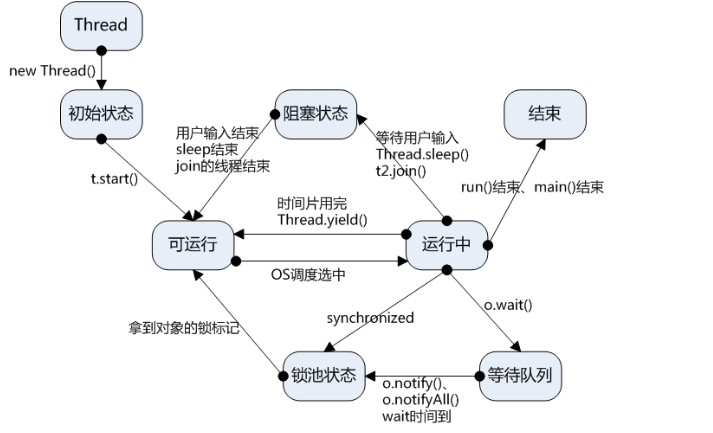 Thread
new Thread()
初始状态
阻塞状态
结束
用户输入结束
sleep结束
join的线程结束
等待用户输入
Thread.sleep()
t2.join()
t.start()
run()结束、main()结束
时间片用完
Thread.yield()
可运行
运行中
OS调度选中
o.wait()
synchronized
拿到对象的锁标记
锁池状态
等待队列
o.notify()、
o.notifyAll()
wait时间到